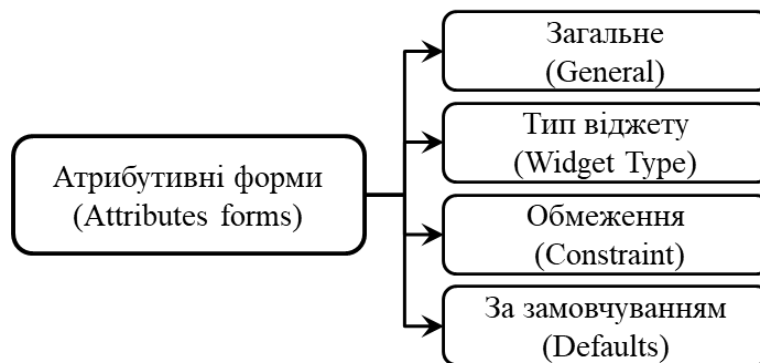 Атрибутивні форми
(Attributes forms)
Загальне
(General)
Тип віджету
(Widget Type)
Обмеження
(Constraint)
За замовчуванням
(Defaults)